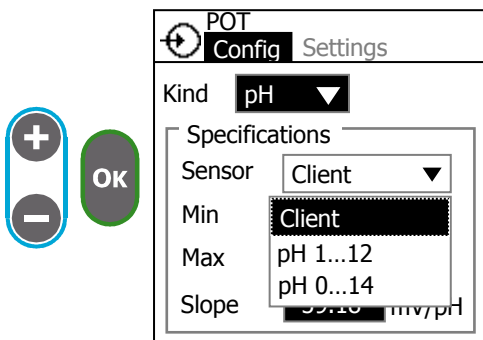 POT
Config Settings
Kind pH
Specifications
Sensor Client
Min Client
Max pH 1...12
pH 0...14
Slope mV/pH
OK